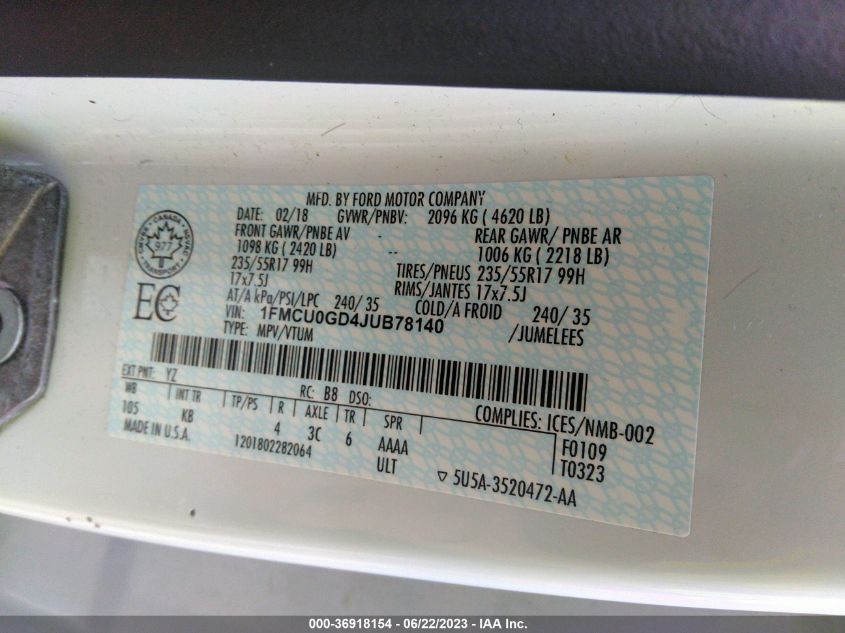 MFD. BY FORD MOTOR COMPANY
DATE: 02/18 GVWR/PNBV: 2096 KG ( 4620 LB)
FRONT GAWR/PNBE AV - REAR GAWR/ PNBE AR
1098 KG ( 2420 LB) -- 1006 KG ( 2218 LB)
235/55R17 99H TIRES/PNEUS 235/55R17 99H
17x7.5J RIMS/JANTES 17x7.5J
AT/A kPa/PSI/LPC 240/ 35 COLD/A FROID 240/ 35
VIN: 1FMCU0GD4JUB78140 /JUMELEES
TYPE: MPV/VTUM
CANADA
977
TRANSPORT
EC
EXT PNT: YZ RC: B8 DSO:
WB INT TR TP/PS R AXLE TR SPR COMPLIES: ICES/NMB-002
105 KB 4 3C 6 AAAA F0109
MADE IN U.S.A. 1201802282064 ULT T0323
▽ 5U5A-3520472-AA
000-36918154 - 06/22/2023 - IAA Inc.